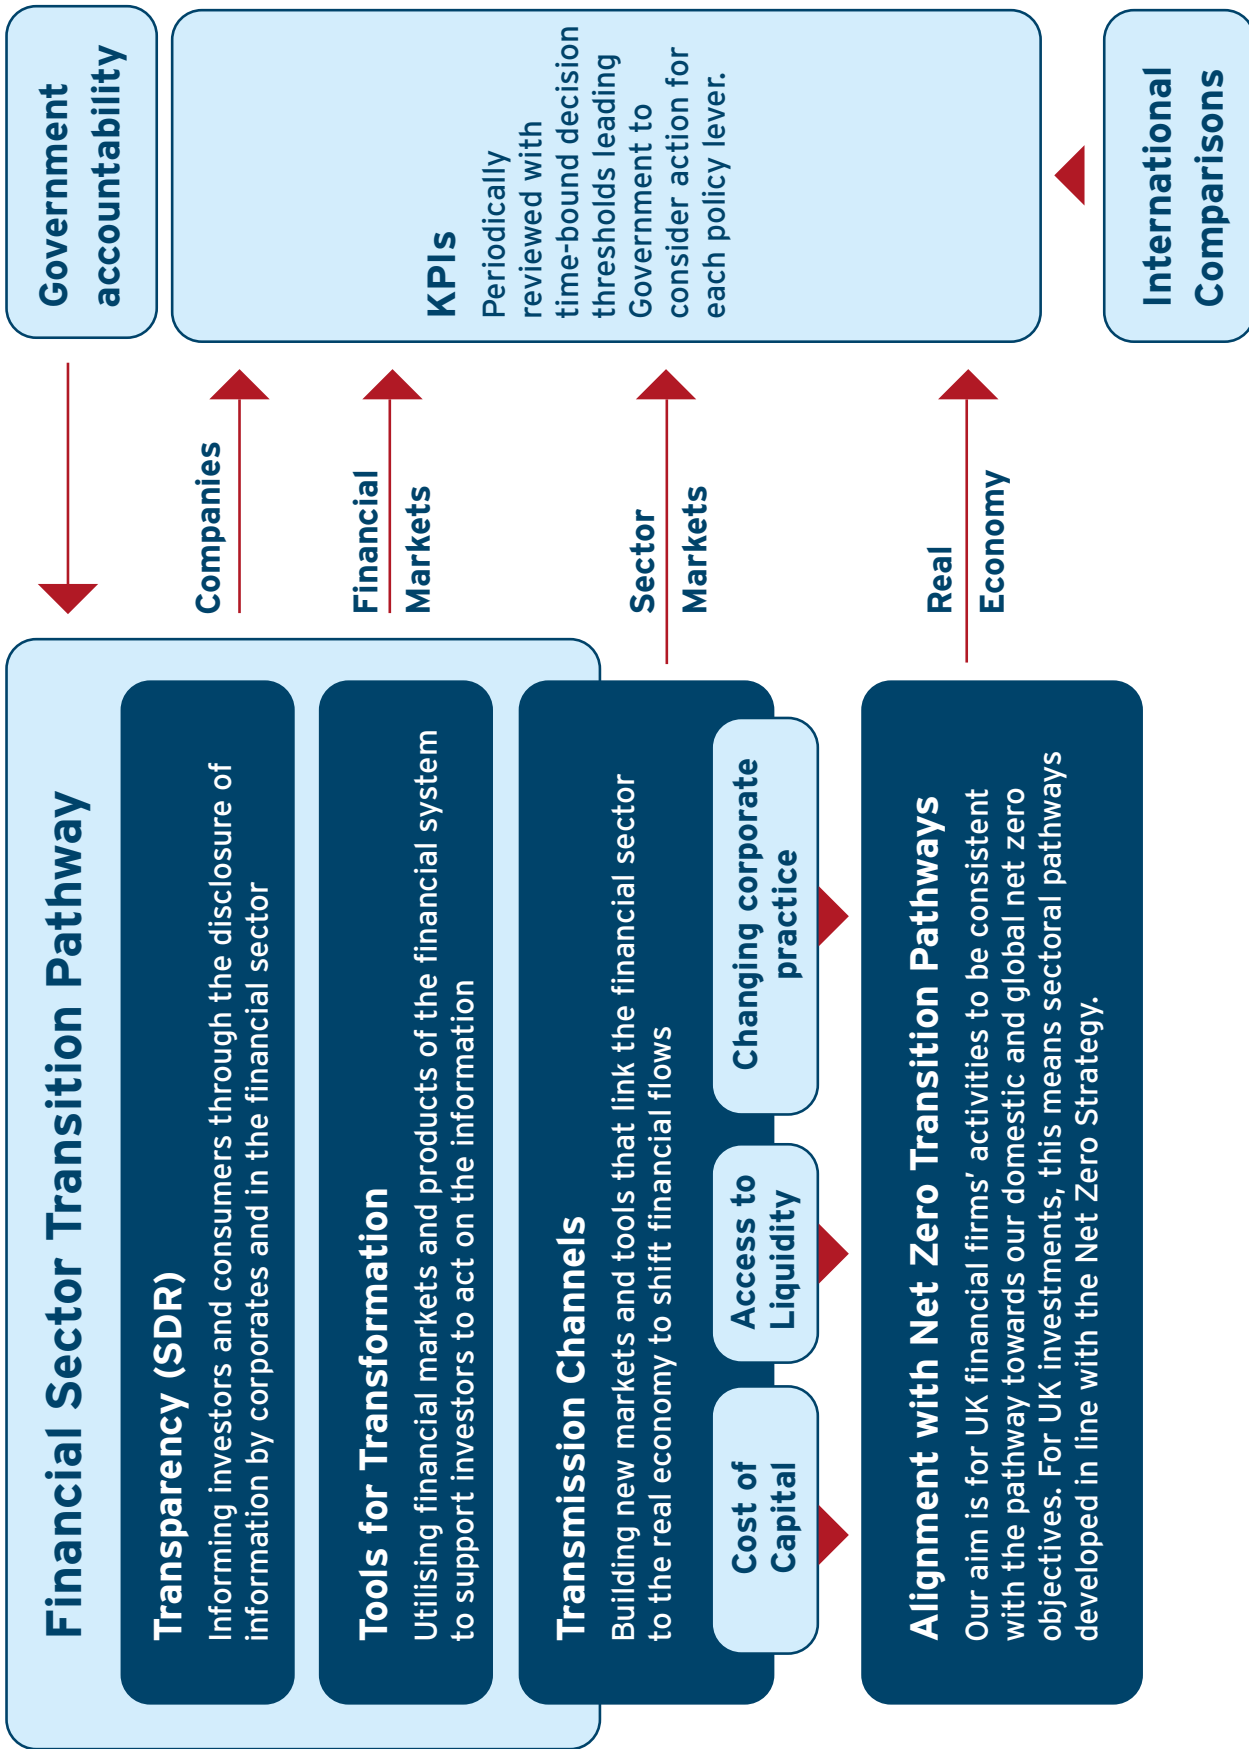 Financial Sector Transition Pathway
Transparency (SDR)
Informing investors and consumers through the disclosure of
information by corporates and in the financial sector
Tools for Transformation
Utilising financial markets and products of the financial system
to support investors to act on the information
Transmission Channels
Building new markets and tools that link the financial sector
to the real economy to shift financial flows
Cost of
Capital
Access to
Liquidity
Changing corporate
practice
Alignment with Net Zero Transition Pathways
Our aim is for UK financial firms’ activities to be consistent
with the pathway towards our domestic and global net zero
objectives. For UK investments, this means sectoral pathways
developed in line with the Net Zero Strategy.
Companies
Financial
Markets
Sector
Markets
Real
Economy
Government
accountability
KPIs
Periodically
reviewed with
time-bound decision
thresholds leading
Government to
consider action for
each policy lever.
International
Comparisons